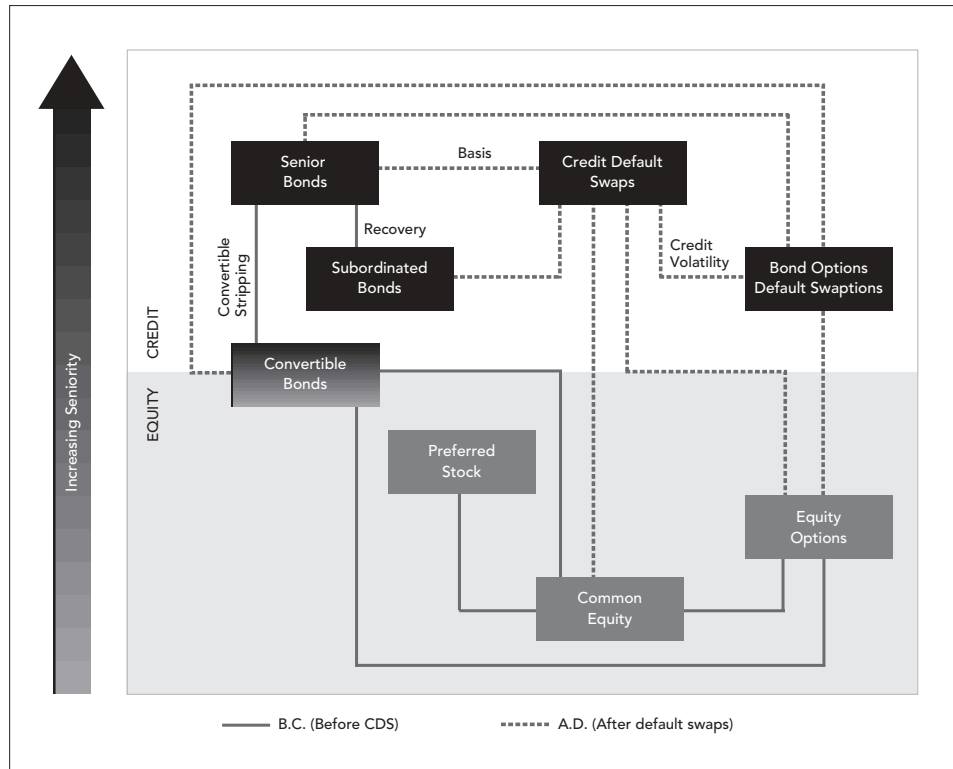 Senior
Bonds
Basis
Credit Default
Swaps
Recovery
Subordinated
Bonds
Credit
Volatility
Bond Options
Default Swaptions
Convertible
Stripping
CREDIT
Convertible
Bonds
EQUITY
Increasing Seniority
Preferred
Stock
Equity
Options
Common
Equity
B.C. (Before CDS)
A.D. (After default swaps)